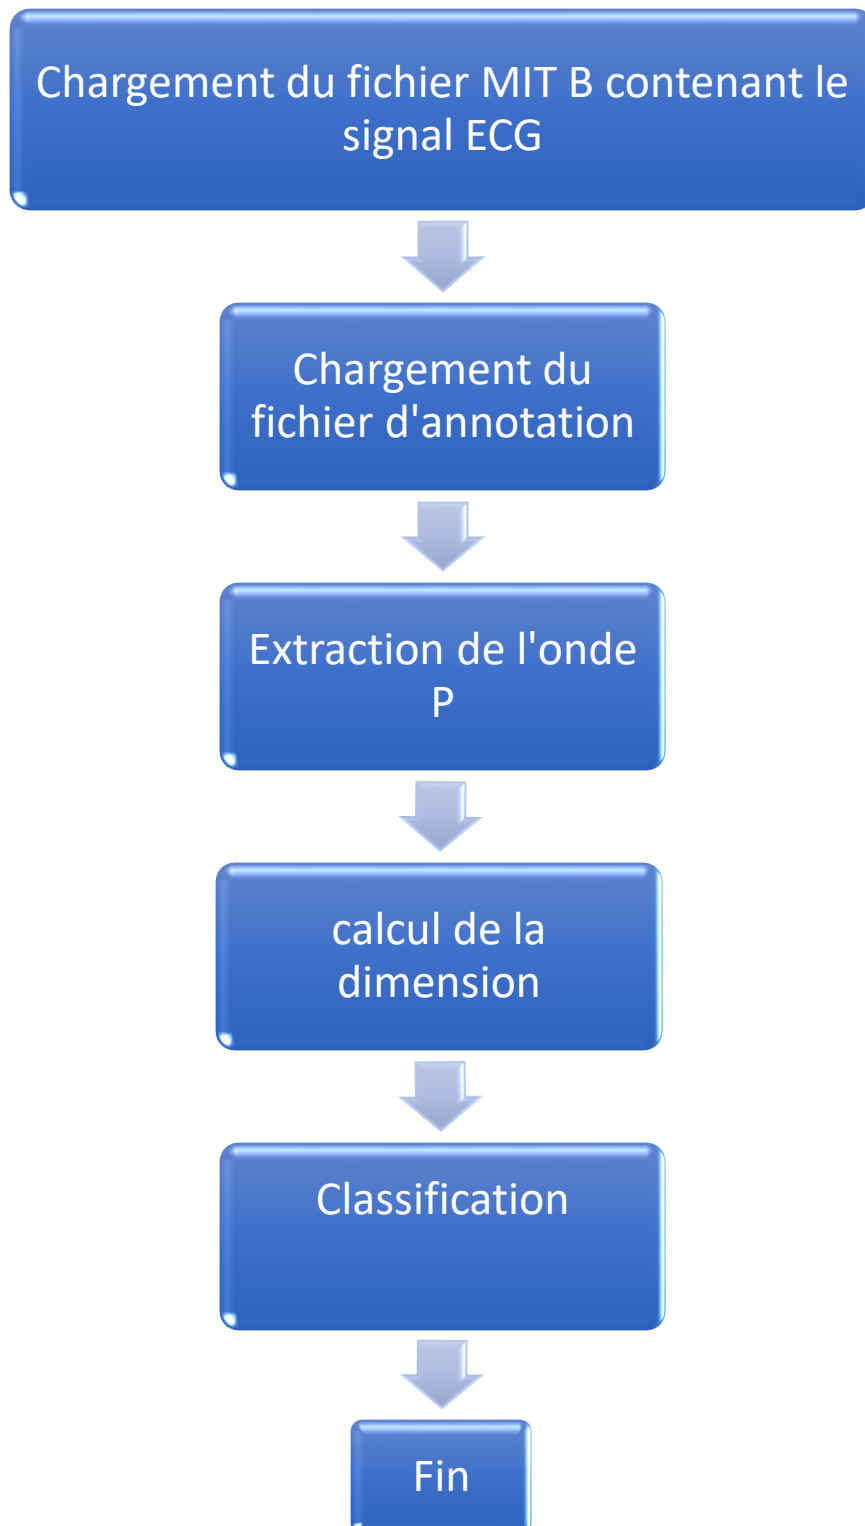 Chargement du fichier MIT B contenant le
signal ECG
Chargement du
fichier d'annotation
Extraction de l'onde
P
calcul de la
dimension
Classification
Fin